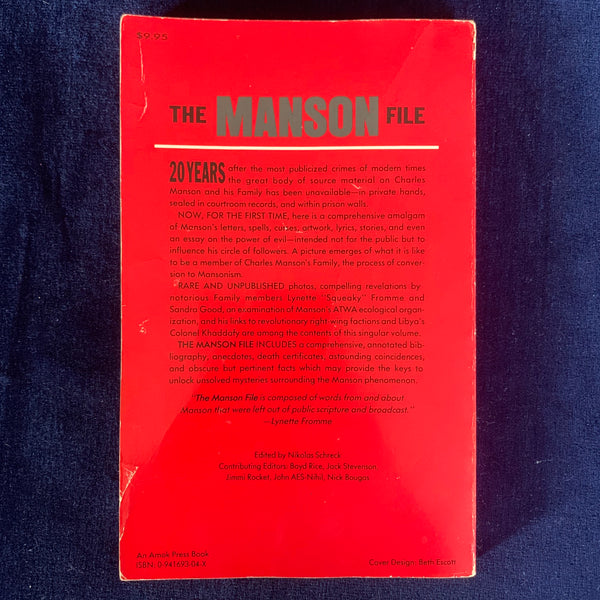 $9.95
THE MANSON FILE
20 YEARS after the most publicized crimes of modern times
the great body of source material on Charles
Manson and his Family has been unavailable—in private hands,
sealed in courtroom records, and within prison walls.
NOW, FOR THE FIRST TIME, here is a comprehensive amalgam
of Manson's letters, spells, curses, artwork, lyrics, stories, and even
an essay on the power of evil—intended not for the public but to
influence his circle of followers. A picture emerges of what it is like
to be a member of Charles Manson's Family, the process of conver-
sion to Mansonism.
RARE AND UNPUBLISHED photos, compelling revelations by
notorious Family members Lynette "Squeaky" Fromme and
Sandra Good, an examination of Manson's ATWA ecological organ-
ization, and his links to revolutionary right-wing factions and Libya's
Colonel Khaddafy are among the contents of this singular volume.
THE MANSON FILE INCLUDES a comprehensive, annotated bib-
liography, anecdotes, death certificates, astounding coincidences,
and obscure but pertinent facts which may provide the keys to
unlock unsolved mysteries surrounding the Manson phenomenon.
"The Manson File is composed of words from and about
Manson that were left out of public scripture and broadcast."
—Lynette Fromme
Edited by Nikolas Schreck
Contributing Editors: Boyd Rice, Jack Stevenson
Jimmi Rocket, John AES-Nihil, Nick Bougas
An Amok Press Book
ISBN: 0-941693-04-X
Cover Design: Beth Escott